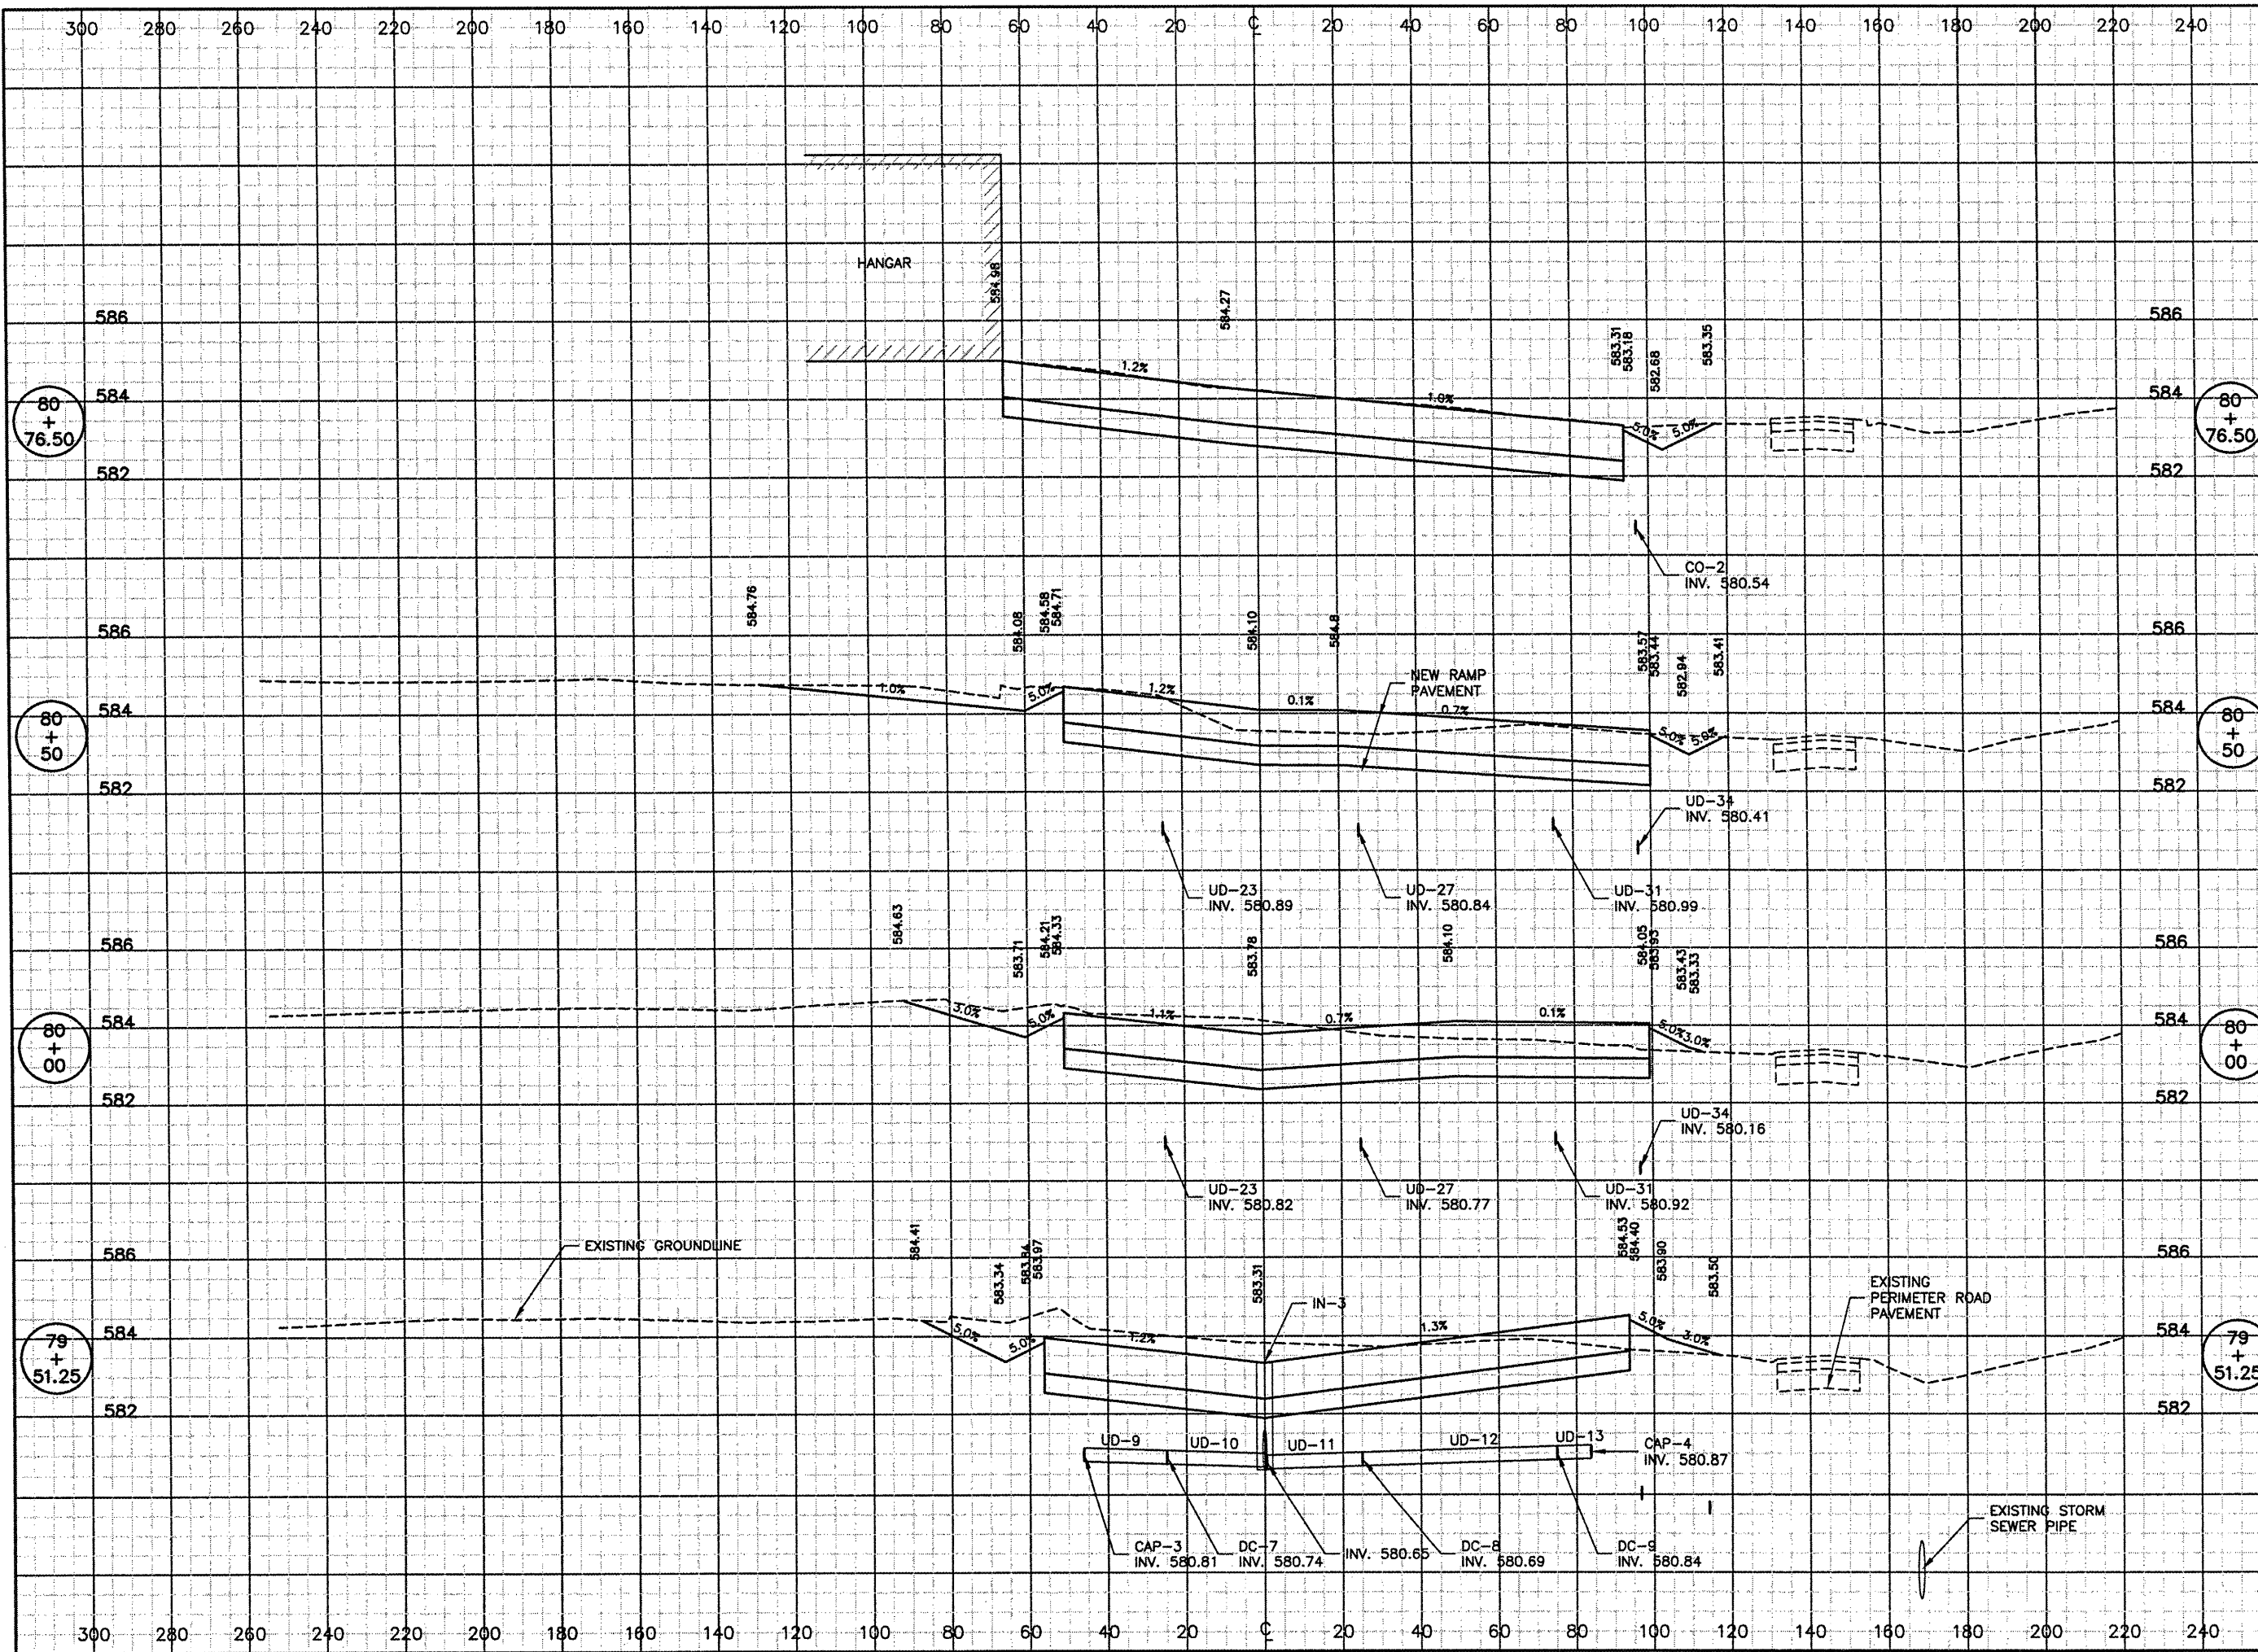 300 280 260 240 220 200 180 160 140 120 100 80 60 40 20 ℄ 20 40 60 80 100 120 140 160 180 200 220 240
HANGAR
584.98
584.27
583.31
583.18
582.68
583.35
586 586
1.2%
1.0%
5.0%
5.0%
80 + 76.50
584 584
80 + 76.50
582 582
CO-2
INV. 580.54
584.76
584.08
584.58
584.71
584.10
584.8
583.57
583.44
582.94
583.41
586 586
NEW RAMP
PAVEMENT
1.0%
5.0%
1.2%
0.1%
0.7%
5.0%
5.0%
80 + 50
584 584
80 + 50
582 582
UD-34
INV. 580.41
UD-23
INV. 580.89
UD-27
INV. 580.84
UD-31
INV. 580.99
584.63
583.71
584.21
584.33
583.78
584.10
584.05
583.93
583.43
583.33
586 586
3.0%
5.0%
1.1%
0.7%
0.1%
5.0%
3.0%
80 + 00
584 584
80 + 00
582 582
UD-34
INV. 580.16
UD-23
INV. 580.82
UD-27
INV. 580.77
UD-31
INV. 580.92
EXISTING GROUNDLINE
584.41
583.34
583.84
583.97
583.31
584.53
584.40
583.90
583.50
586 586
IN-3
EXISTING
PERIMETER ROAD
PAVEMENT
5.0%
5.0%
1.2%
1.3%
5.0%
3.0%
79 + 51.25
584 584
79 + 51.25
582 582
UD-9 UD-10 UD-11 UD-12 UD-13
CAP-4
INV. 580.87
CAP-3
INV. 580.81
DC-7
INV. 580.74
INV. 580.65
DC-8
INV. 580.69
DC-9
INV. 580.84
EXISTING STORM
SEWER PIPE
300 280 260 240 220 200 180 160 140 120 100 80 60 40 20 ℄ 20 40 60 80 100 120 140 160 180 200 220 240